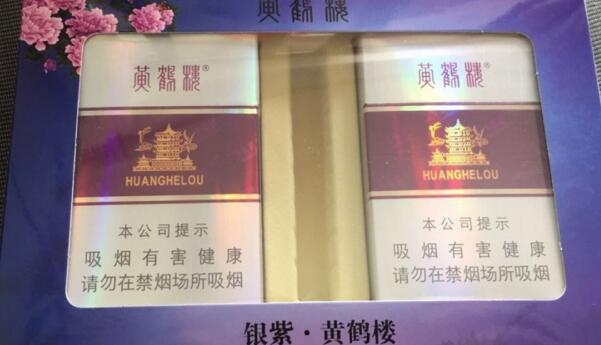 黄鹤楼
黄鹤楼®
HUANGHELOU
本公司提示
吸烟有害健康
请勿在禁烟场所吸烟
黄鹤楼®
HUANGHELOU
本公司提示
吸烟有害健康
请勿在禁烟场所吸烟
银紫·黄鹤楼